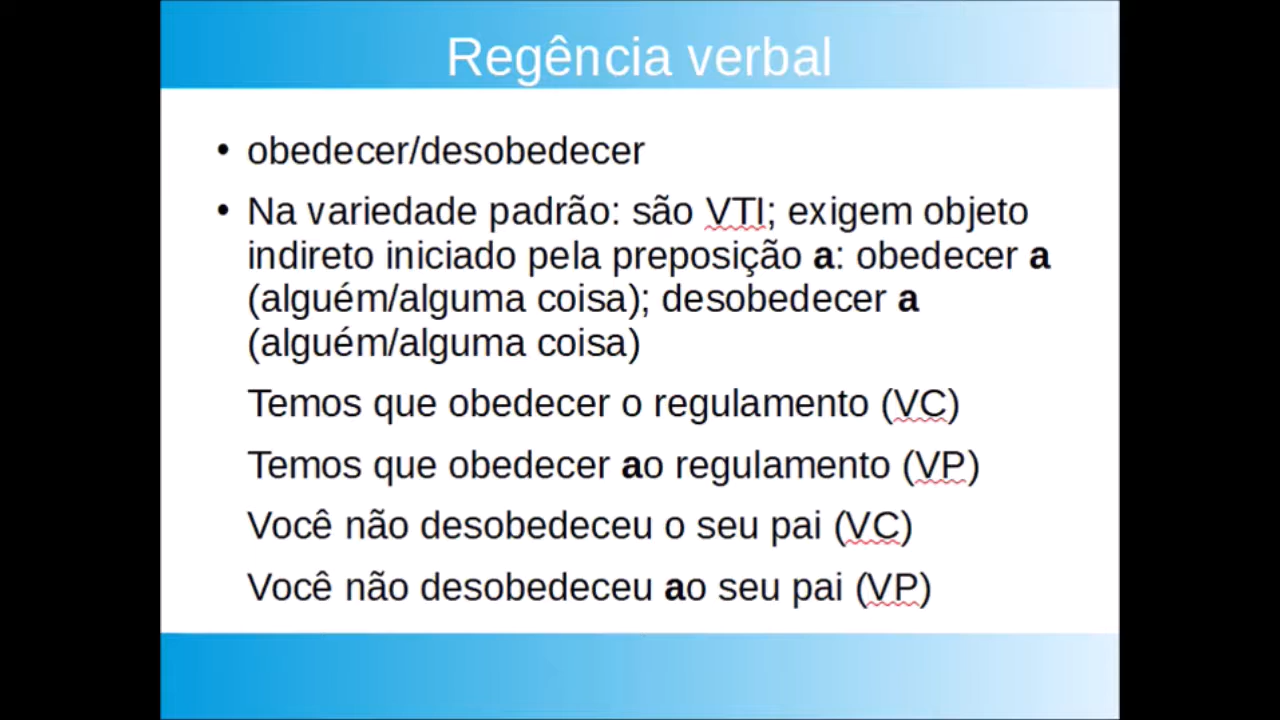 Regência verbal
• obedecer/desobedecer
• Na variedade padrão: são VTI; exigem objeto
indireto iniciado pela preposição a: obedecer a
(alguém/alguma coisa); desobedecer a
(alguém/alguma coisa)
Temos que obedecer o regulamento (VC)
Temos que obedecer ao regulamento (VP)
Você não desobedeceu o seu pai (VC)
Você não desobedeceu ao seu pai (VP)